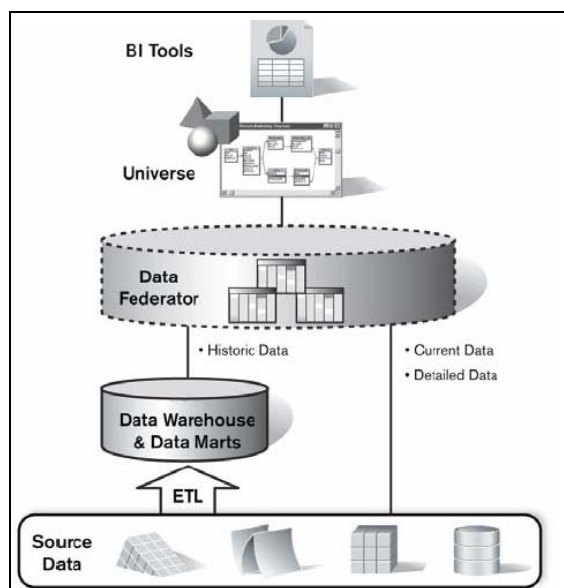 BI Tools
Universe
Data
Federator
• Historic Data
• Current Data
• Detailed Data
Data Warehouse
& Data Marts
ETL
Source
Data